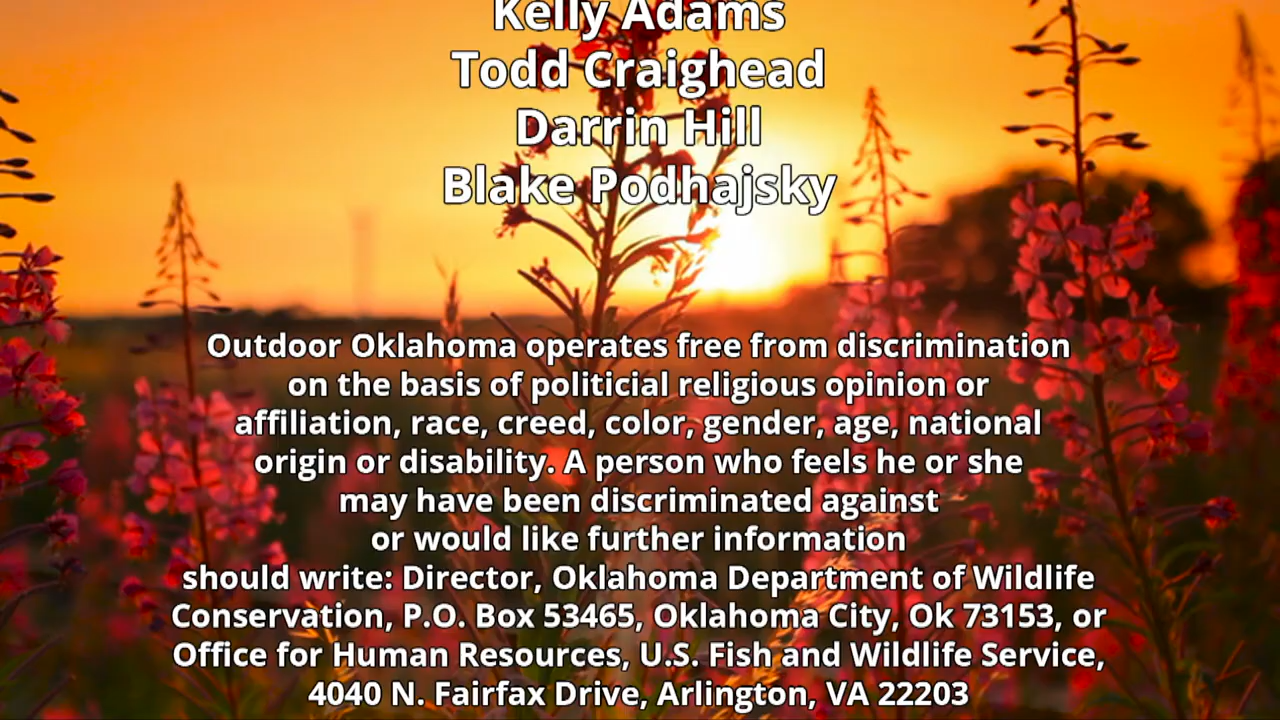 Kelly Adams
Todd Craighead
Darrin Hill
Blake Podhajsky
Outdoor Oklahoma operates free from discrimination
on the basis of politicial religious opinion or
affiliation, race, creed, color, gender, age, national
origin or disability. A person who feels he or she
may have been discriminated against
or would like further information
should write: Director, Oklahoma Department of Wildlife
Conservation, P.O. Box 53465, Oklahoma City, Ok 73153, or
Office for Human Resources, U.S. Fish and Wildlife Service,
4040 N. Fairfax Drive, Arlington, VA 22203